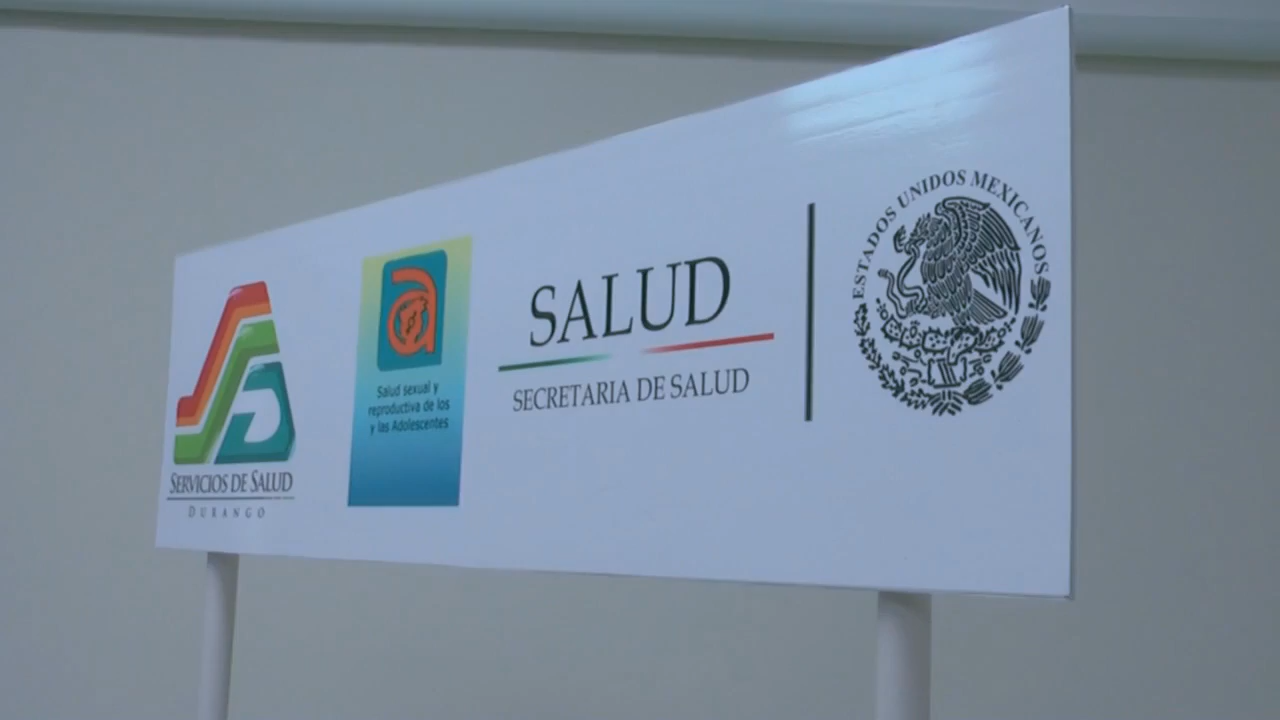 SERVICIOS DE SALUD
DURANGO
a
Salud sexual y
reproductiva de los
y las Adolescentes
SALUD
SECRETARIA DE SALUD
ESTADOS UNIDOS MEXICANOS